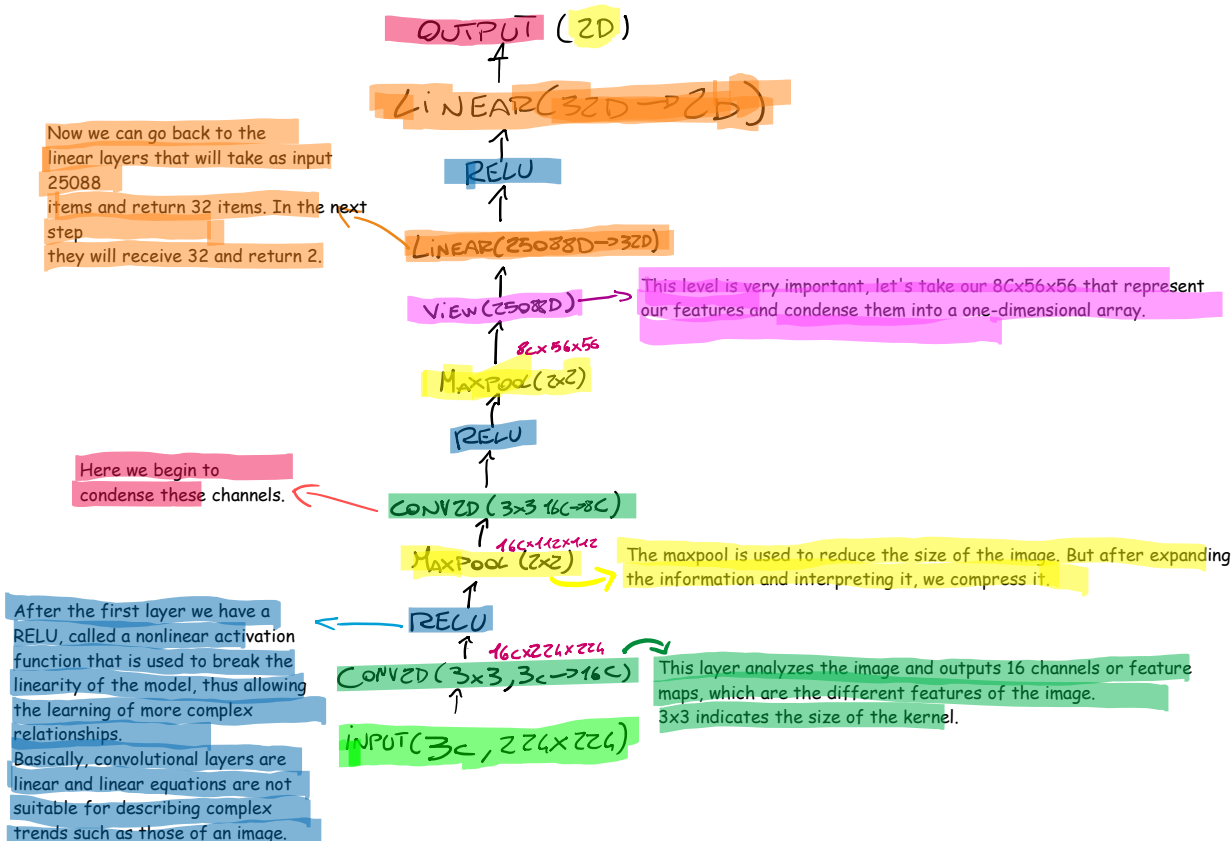 OUTPUT (2D)
LINEAR(32D→2D)
Now we can go back to the
linear layers that will take as input
25088
items and return 32 items. In the next
step
they will receive 32 and return 2.
RELU
LINEAR(25088D→32D)
This level is very important, let's take our 8Cx56x56 that represent
our features and condense them into a one-dimensional array.
VIEW(25088D)
8Cx56x56
MAXPOOL(2x2)
RELU
Here we begin to
condense these channels.
CONV2D(3x3 16C→8C)
16Cx112x112
MAXPOOL(2x2)
The maxpool is used to reduce the size of the image. But after expanding
the information and interpreting it, we compress it.
After the first layer we have a
RELU, called a nonlinear activation
function that is used to break the
linearity of the model, thus allowing
the learning of more complex
relationships.
Basically, convolutional layers are
linear and linear equations are not
suitable for describing complex
trends such as those of an image.
RELU
16Cx224x224
CONV2D(3x3, 3C→16C)
This layer analyzes the image and outputs 16 channels or feature
maps, which are the different features of the image.
3x3 indicates the size of the kernel.
INPUT(3C, 224x224)